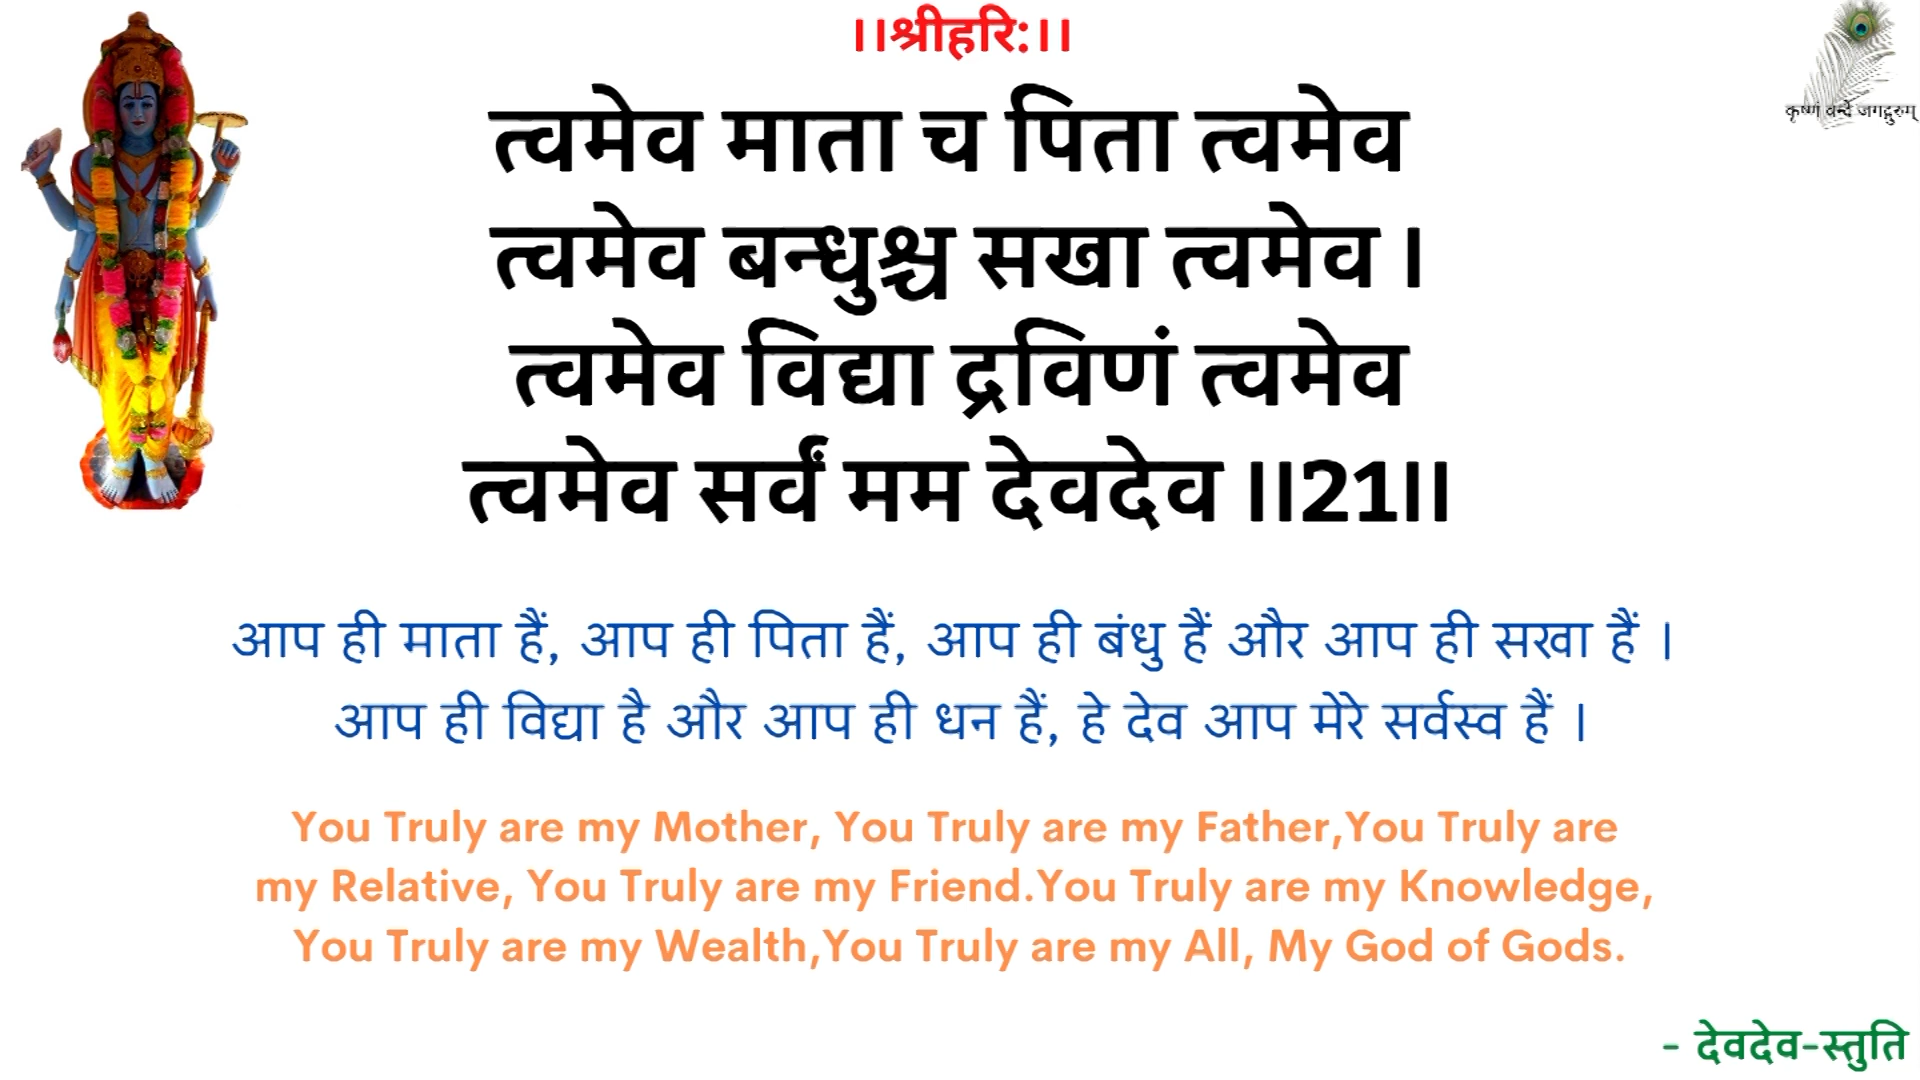 ।।श्रीहरि:।।
कृष्णं वन्दे जगद्गुरुम्
त्वमेव माता च पिता त्वमेव
त्वमेव बन्धुश्च सखा त्वमेव ।
त्वमेव विद्या द्रविणं त्वमेव
त्वमेव सर्वं मम देवदेव ।।21।।
आप ही माता हैं, आप ही पिता हैं, आप ही बंधु हैं और आप ही सखा हैं ।
आप ही विद्या है और आप ही धन हैं, हे देव आप मेरे सर्वस्व हैं ।
You Truly are my Mother, You Truly are my Father,You Truly are
my Relative, You Truly are my Friend.You Truly are my Knowledge,
You Truly are my Wealth,You Truly are my All, My God of Gods.
- देवदेव-स्तुति